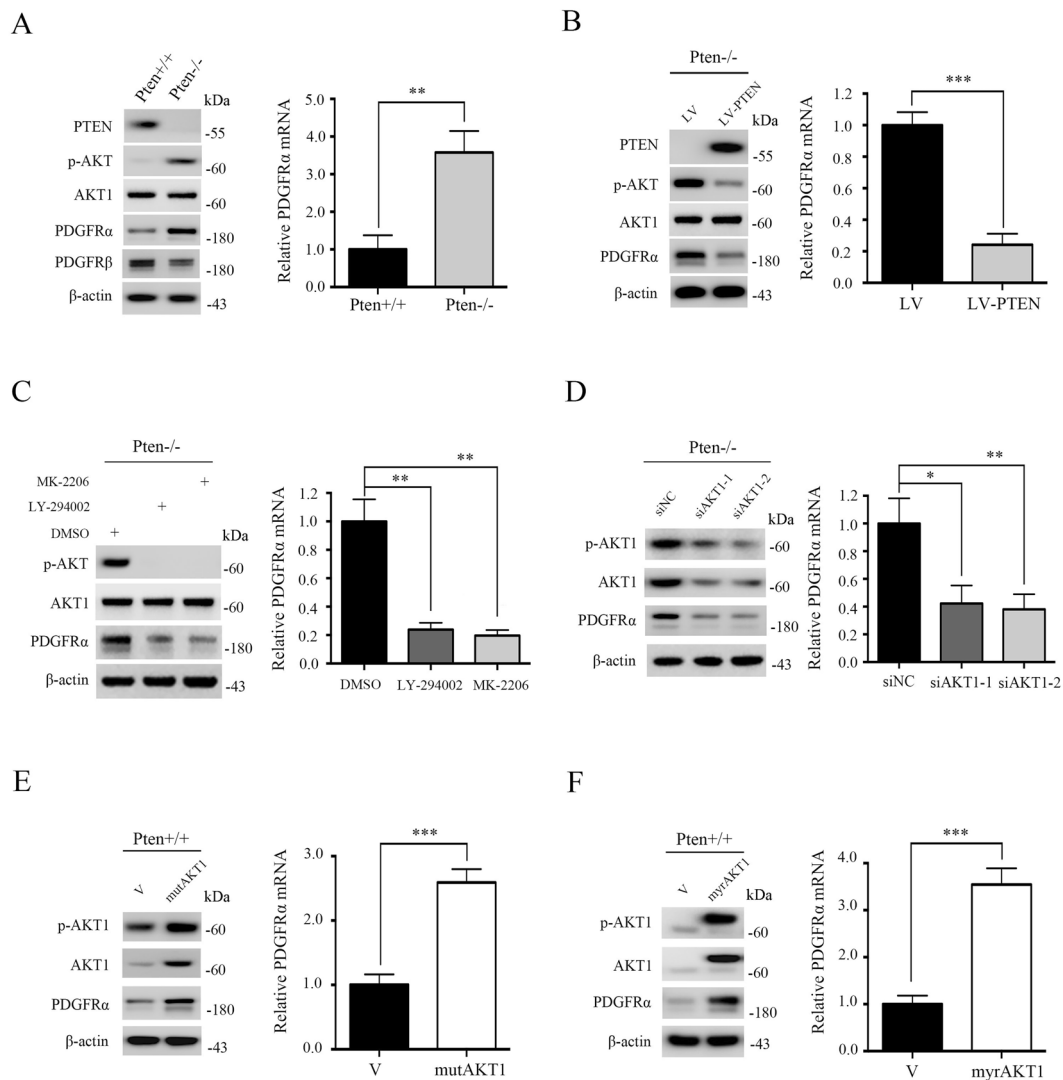 A
Pten+/+ Pten-/-
kDa
PTEN
-55
p-AKT
-60
AKT1
-60
PDGFRα
-180
PDGFRβ
-180
β-actin
-43
Relative PDGFRα mRNA
5.0
4.0
3.0
2.0
1.0
0.0
**
Pten+/+ Pten-/-
B
Pten-/-
LV LV-PTEN
kDa
PTEN
-55
p-AKT
-60
AKT1
-60
PDGFRα
-180
β-actin
-43
Relative PDGFRα mRNA
1.2
1.0
0.8
0.6
0.4
0.2
0.0
***
LV LV-PTEN
C
Pten-/-
MK-2206 +
LY-294002 +
DMSO +
kDa
p-AKT
-60
AKT1
-60
PDGFRα
-180
β-actin
-43
Relative PDGFRα mRNA
1.2
1.0
0.8
0.6
0.4
0.2
0.0
**
**
DMSO LY-294002 MK-2206
D
Pten-/-
siNC siAKT1-1 siAKT1-2
kDa
p-AKT1
-60
AKT1
-60
PDGFRα
-180
β-actin
-43
Relative PDGFRα mRNA
1.2
1.0
0.8
0.6
0.4
0.2
0.0
*
**
siNC siAKT1-1 siAKT1-2
E
Pten+/+
V mutAKT1
kDa
p-AKT1
-60
AKT1
-60
PDGFRα
-180
β-actin
-43
Relative PDGFRα mRNA
3.0
2.0
1.0
0.0
***
V mutAKT1
F
Pten+/+
V myrAKT1
kDa
p-AKT1
-60
AKT1
-60
PDGFRα
-180
β-actin
-43
Relative PDGFRα mRNA
4.0
3.0
2.0
1.0
0.0
***
V myrAKT1